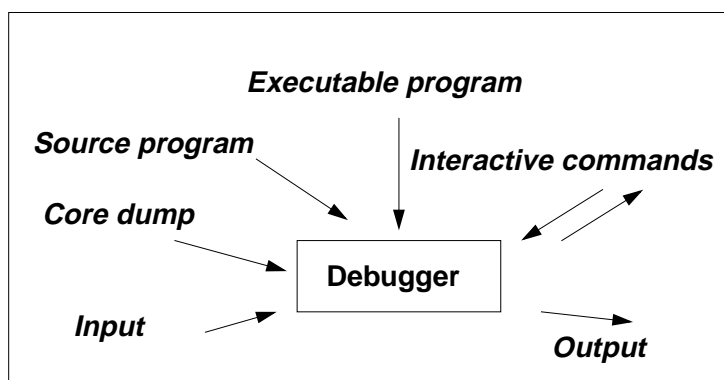 Executable program
Source program
Interactive commands
Core dump
Debugger
Input
Output